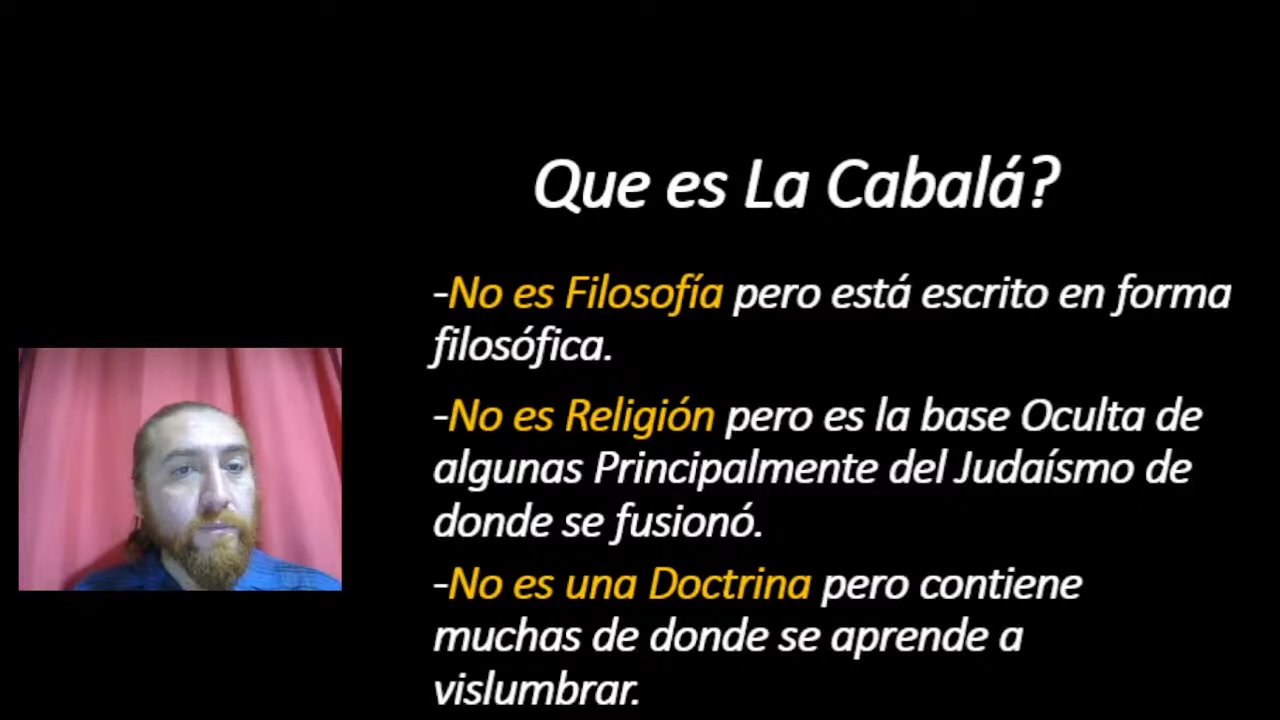 Que es La Cabalá?
-No es Filosofía pero está escrito en forma
filosófica.
-No es Religión pero es la base Oculta de
algunas Principalmente del Judaísmo de
donde se fusionó.
-No es una Doctrina pero contiene
muchas de donde se aprende a
vislumbrar.